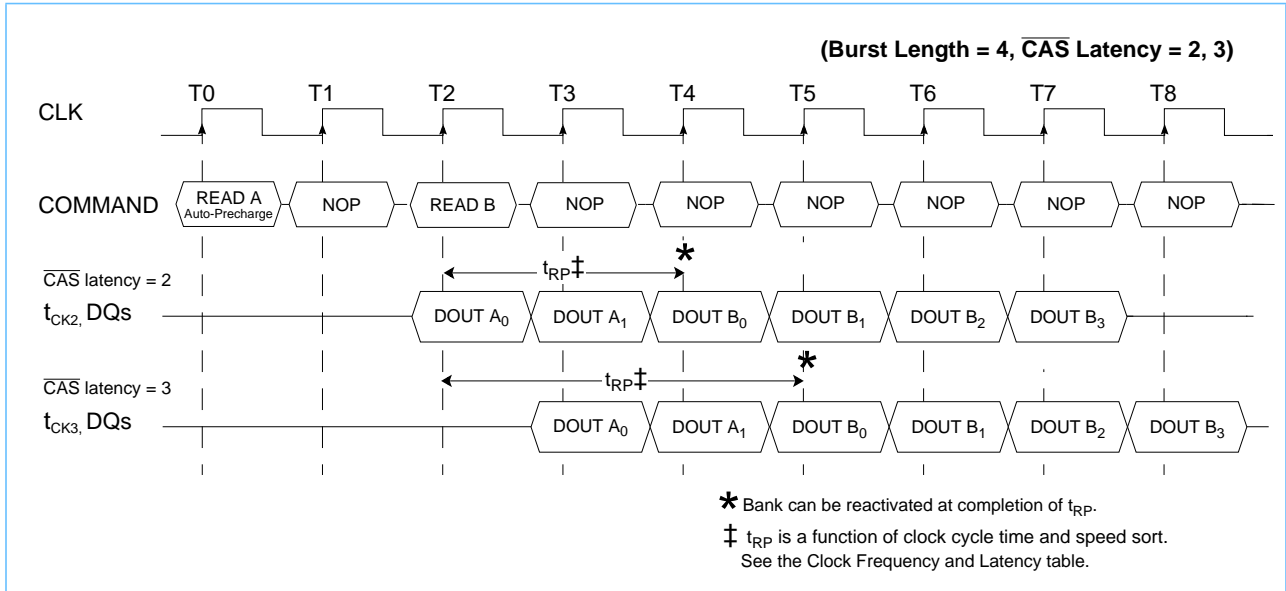 (Burst Length = 4, CAS Latency = 2, 3)
T0 T1 T2 T3 T4 T5 T6 T7 T8
CLK
COMMAND
READ A NOP READ B NOP NOP NOP NOP NOP NOP
Auto-Precharge
*
CAS latency = 2
tRP‡
tCK2, DQs
DOUT A0 DOUT A1 DOUT B0 DOUT B1 DOUT B2 DOUT B3
*
CAS latency = 3
tRP‡
tCK3, DQs
DOUT A0 DOUT A1 DOUT B0 DOUT B1 DOUT B2 DOUT B3
* Bank can be reactivated at completion of tRP.
‡ tRP is a function of clock cycle time and speed sort.
See the Clock Frequency and Latency table.